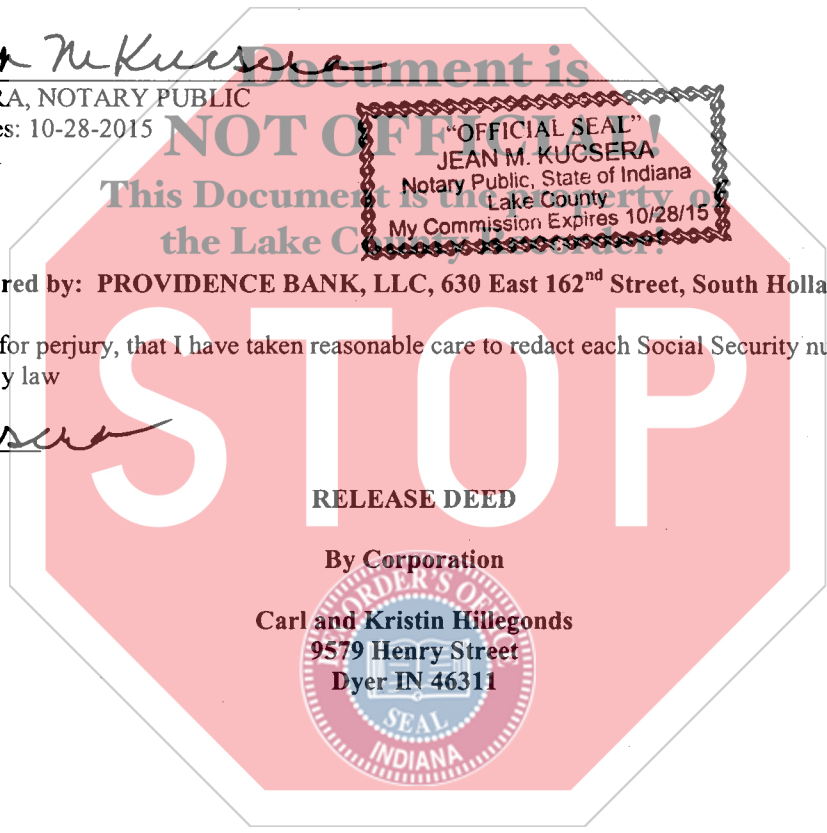 M Kucsera
RA, NOTARY PUBLIC
es: 10-28-2015
Document is
NOT OFFICIAL!
This Document is the property of
the Lake County Recorder!
"OFFICIAL SEAL"
JEAN M. KUCSERA
Notary Public, State of Indiana
Lake County
My Commission Expires 10/28/15
red by: PROVIDENCE BANK, LLC, 630 East 162nd Street, South Holla
for perjury, that I have taken reasonable care to redact each Social Security nu
y law
sera
STOP
RELEASE DEED
By Corporation
Carl and Kristin Hillegonds
9579 Henry Street
Dyer IN 46311
RECORDER'S OFFICE
SEAL
INDIANA